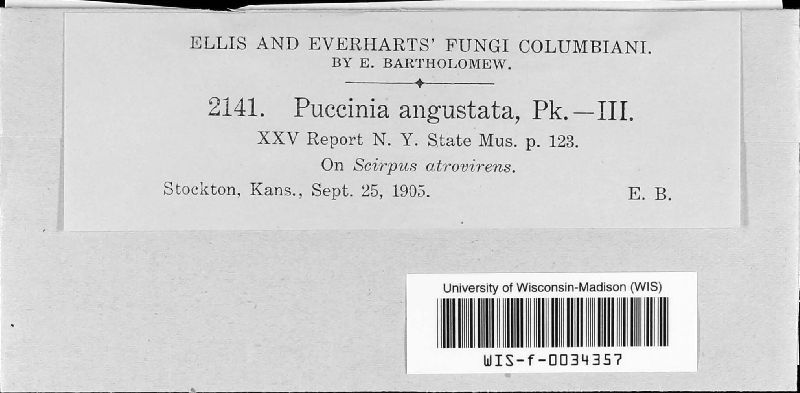 ELLIS AND EVERHARTS' FUNGI COLUMBIANI.
BY E. BARTHOLOMEW.
2141. Puccinia angustata, Pk.—III.
XXV Report N. Y. State Mus. p. 123.
On Scirpus atrovirens.
Stockton, Kans., Sept. 25, 1905. E. B.
University of Wisconsin-Madison (WIS)
WIS-f-0034357